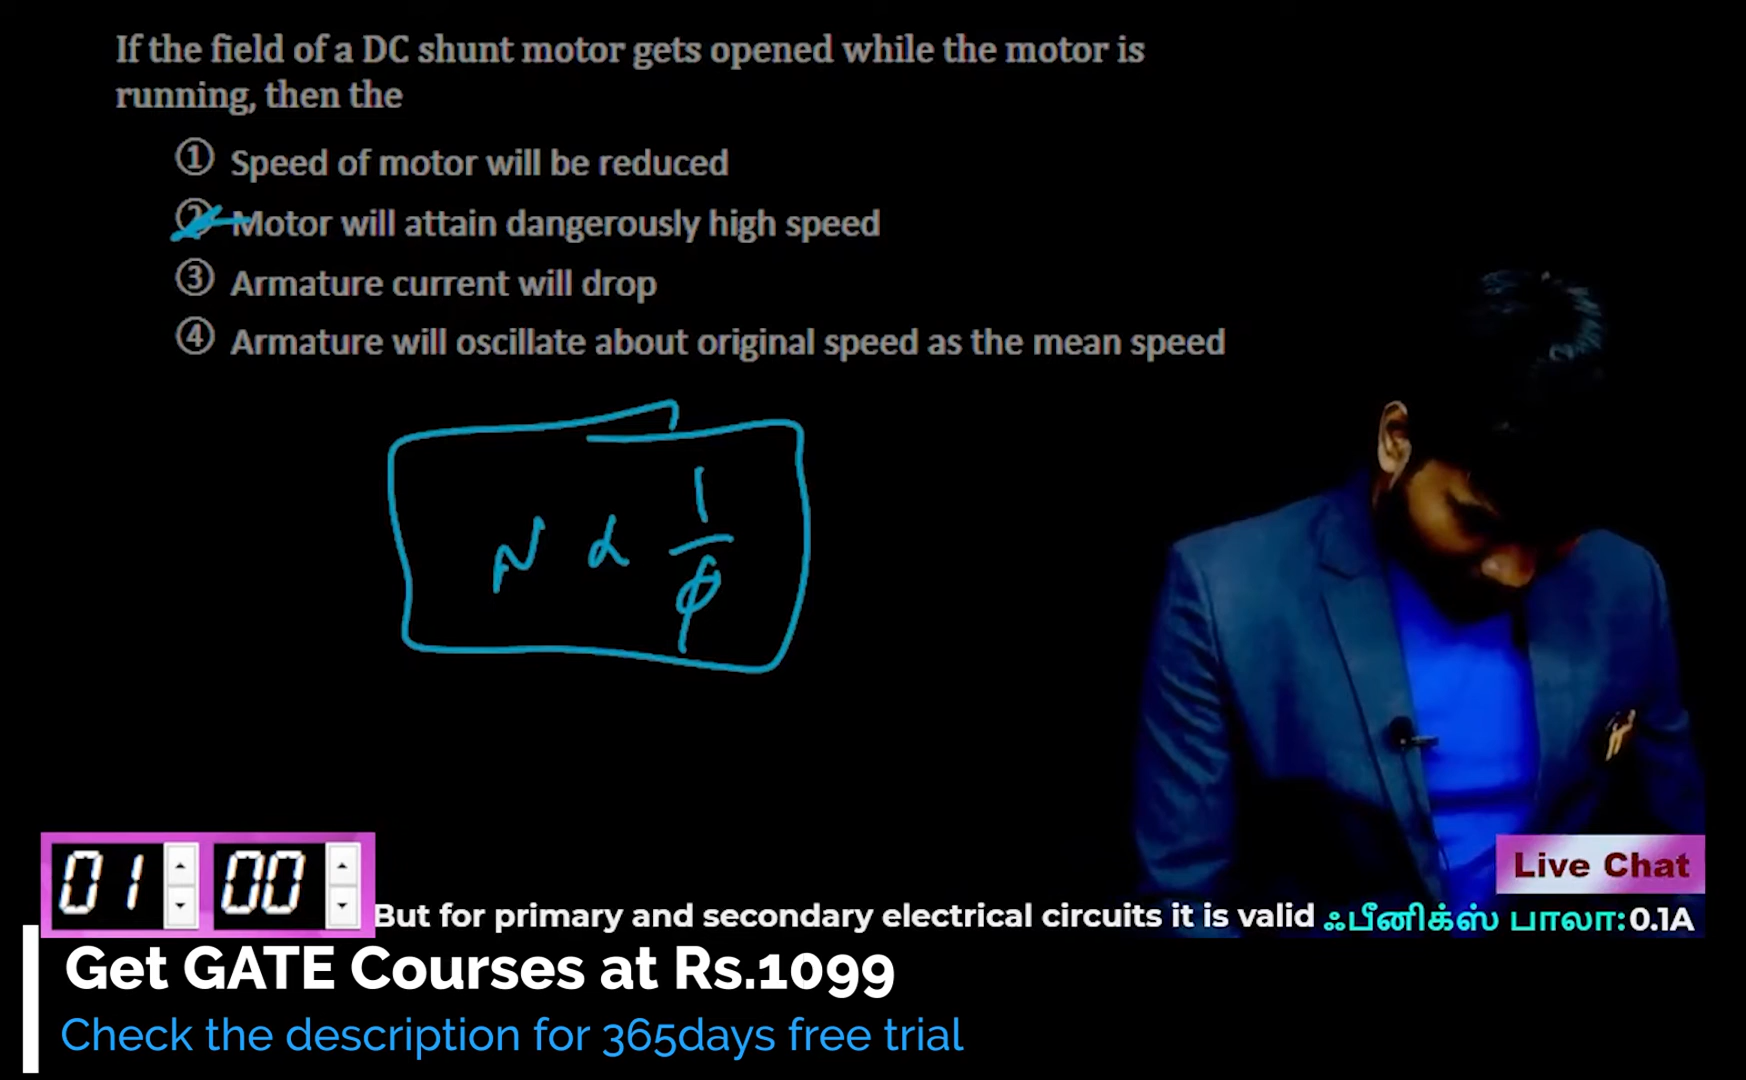 If the field of a DC shunt motor gets opened while the motor is
running, then the
① Speed of motor will be reduced
② Motor will attain dangerously high speed
③ Armature current will drop
④ Armature will oscillate about original speed as the mean speed
N α 1/φ
Live Chat
01 00
But for primary and secondary electrical circuits it is valid ஃபீனிக்ஸ் பாலா: 0.1A
Get GATE Courses at Rs.1099
Check the description for 365days free trial